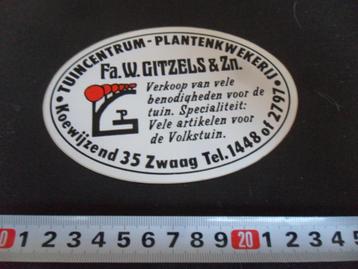 TUINCENTRUM - PLANTENKWEKERIJ
Fa. W. GITZELS & Zn.
Verkoop van vele
benodigheden voor de
tuin. Specialiteit:
Vele artikelen voor
de Volkstuin.
• Koewijzend 35 Zwaag Tel. 1448 of 2797 •
0 1 2 3 4 5 6 7 8 9 20 1 2 3 4 5